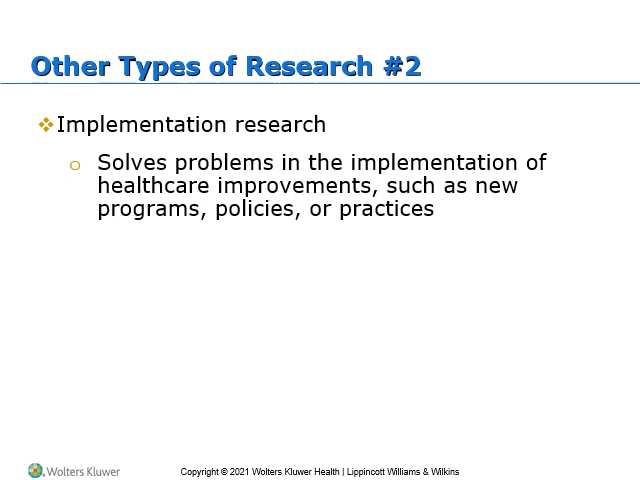 Other Types of Research #2
❖Implementation research
o Solves problems in the implementation of
healthcare improvements, such as new
programs, policies, or practices
Wolters Kluwer
Copyright © 2021 Wolters Kluwer Health | Lippincott Williams & Wilkins